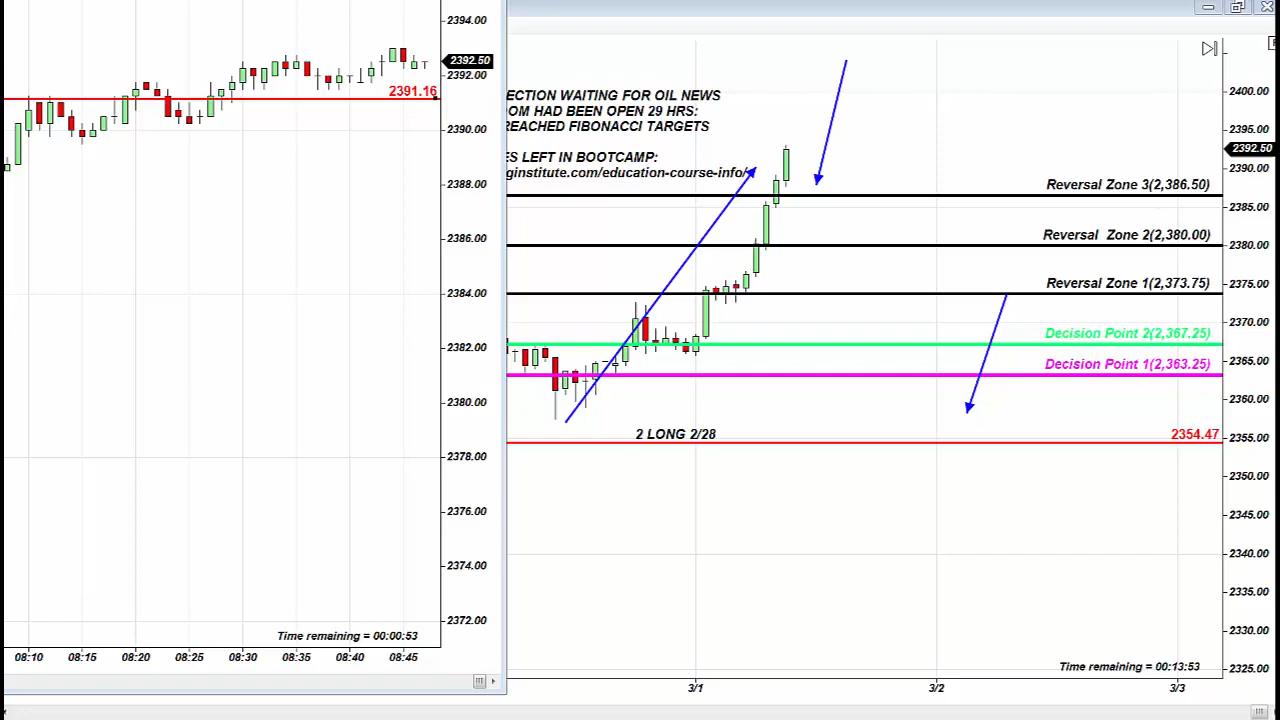 2394.00
2392.50
2392.00
2391.16
2390.00
2388.00
2386.00
2384.00
2382.00
2380.00
2378.00
2376.00
2374.00
2372.00
Time remaining = 00:00:53
08:10 08:15 08:20 08:25 08:30 08:35 08:40 08:45
ECTION WAITING FOR OIL NEWS
OM HAD BEEN OPEN 29 HRS:
REACHED FIBONACCI TARGETS
ES LEFT IN BOOTCAMP:
ginstitute.com/education-course-info/
Reversal Zone 3(2,386.50)
Reversal Zone 2(2,380.00)
Reversal Zone 1(2,373.75)
Decision Point 2(2,367.25)
Decision Point 1(2,363.25)
2 LONG 2/28
2354.47
2400.00
2395.00
2392.50
2390.00
2385.00
2380.00
2375.00
2370.00
2365.00
2360.00
2355.00
2350.00
2345.00
2340.00
2335.00
2330.00
2325.00
Time remaining = 00:13:53
3/1 3/2 3/3